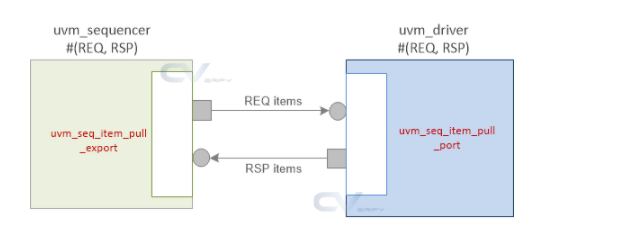 uvm_sequencer
#(REQ, RSP)
uvm_driver
#(REQ, RSP)
REQ items
uvm_seq_item_pull
_export
uvm_seq_item_pull
_port
RSP items